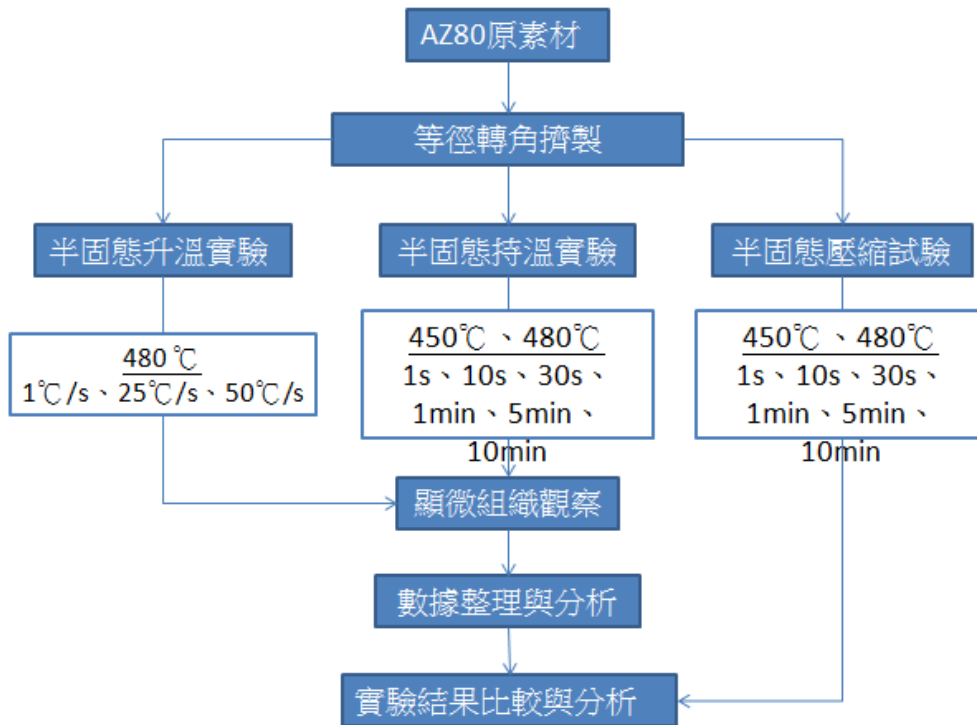 AZ80原素材
等徑轉角擠製
半固態升溫實驗
半固態持溫實驗
半固態壓縮試驗
480℃
1℃/s、25℃/s、50℃/s
450℃、480℃
1s、10s、30s、
1min、5min、
10min
450℃、480℃
1s、10s、30s、
1min、5min、
10min
顯微組織觀察
數據整理與分析
實驗結果比較與分析